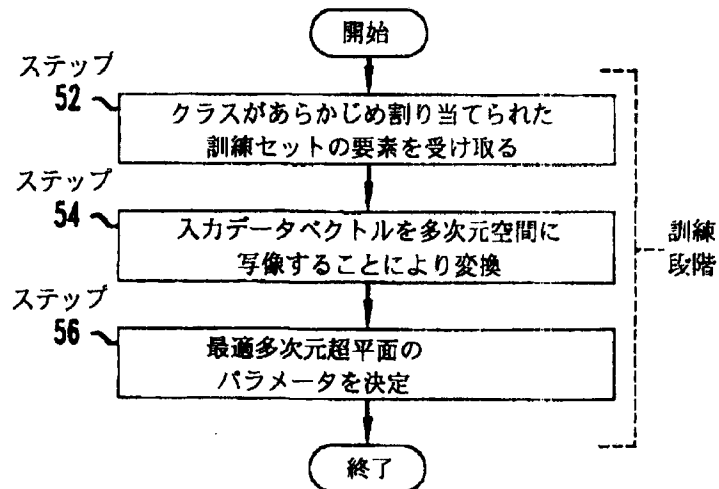 開始
ステップ
52
クラスがあらかじめ割り当てられた
訓練セットの要素を受け取る
ステップ
54
入力データベクトルを多次元空間に
写像することにより変換
訓練
段階
ステップ
56
最適多次元超平面の
パラメータを決定
終了